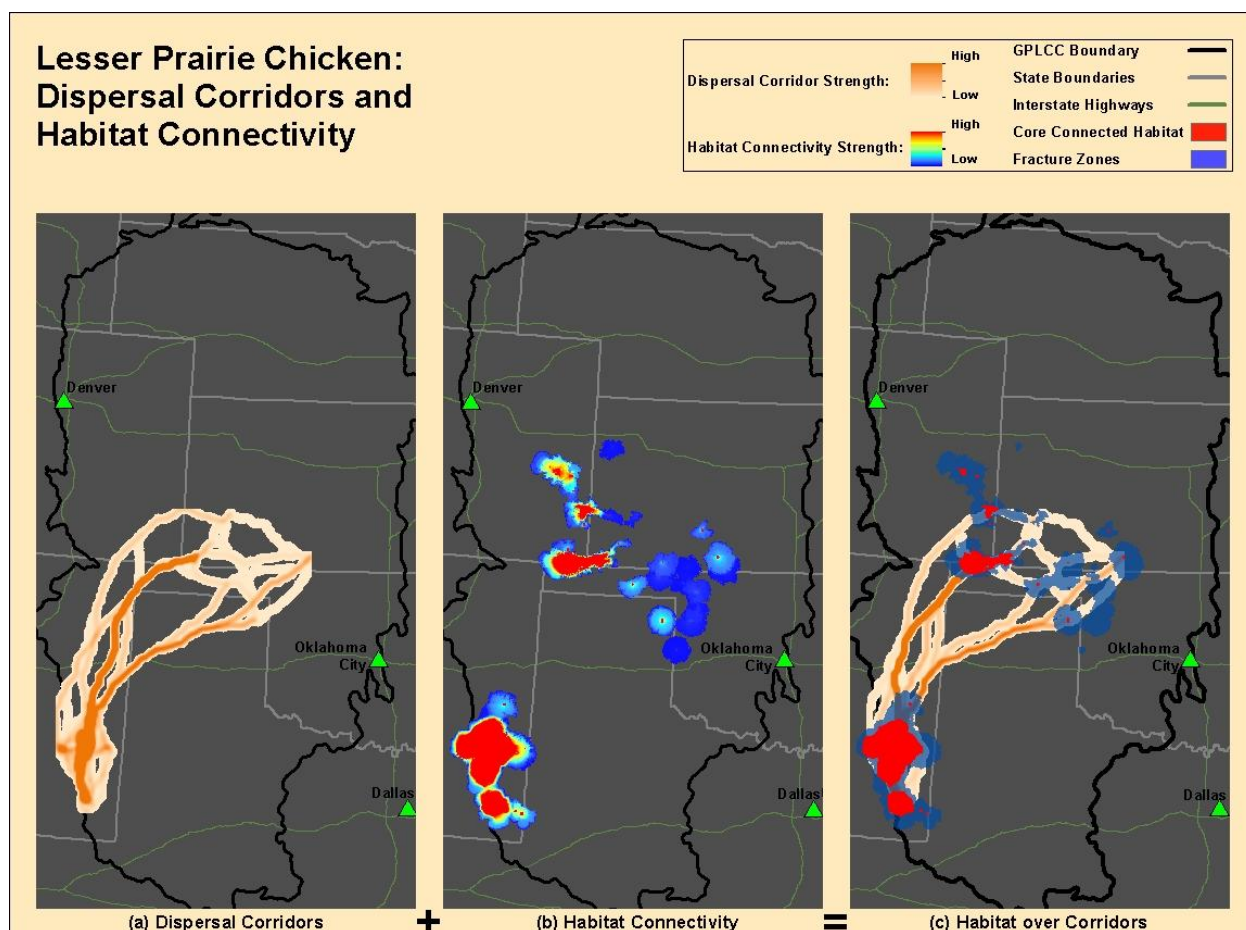 Lesser Prairie Chicken:
Dispersal Corridors and
Habitat Connectivity
Dispersal Corridor Strength:
High
Low
Habitat Connectivity Strength:
High
Low
GPLCC Boundary
State Boundaries
Interstate Highways
Core Connected Habitat
Fracture Zones
Denver
Oklahoma
City
Dallas
Denver
Oklahoma
City
Dallas
Denver
Oklahoma
City
Dallas
(a) Dispersal Corridors
+
(b) Habitat Connectivity
=
(c) Habitat over Corridors